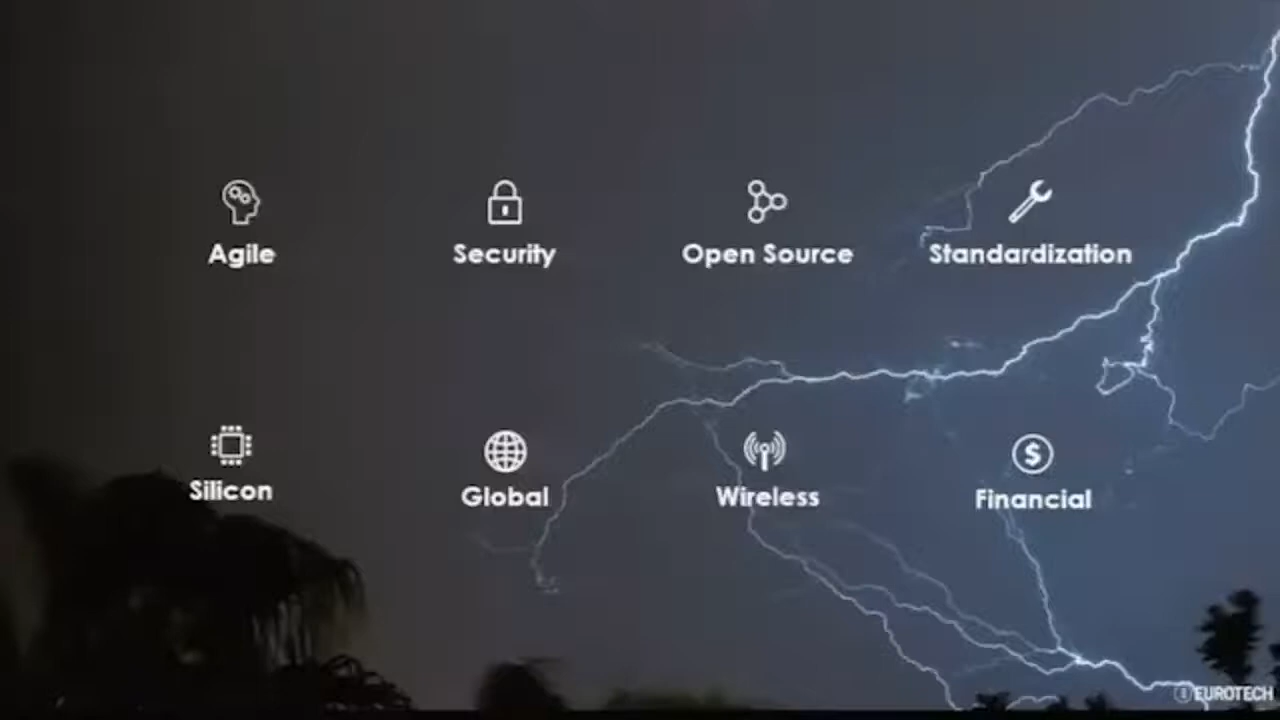 Agile
Security
Open Source
Standardization
Silicon
Global
Wireless
Financial
EUROTECH